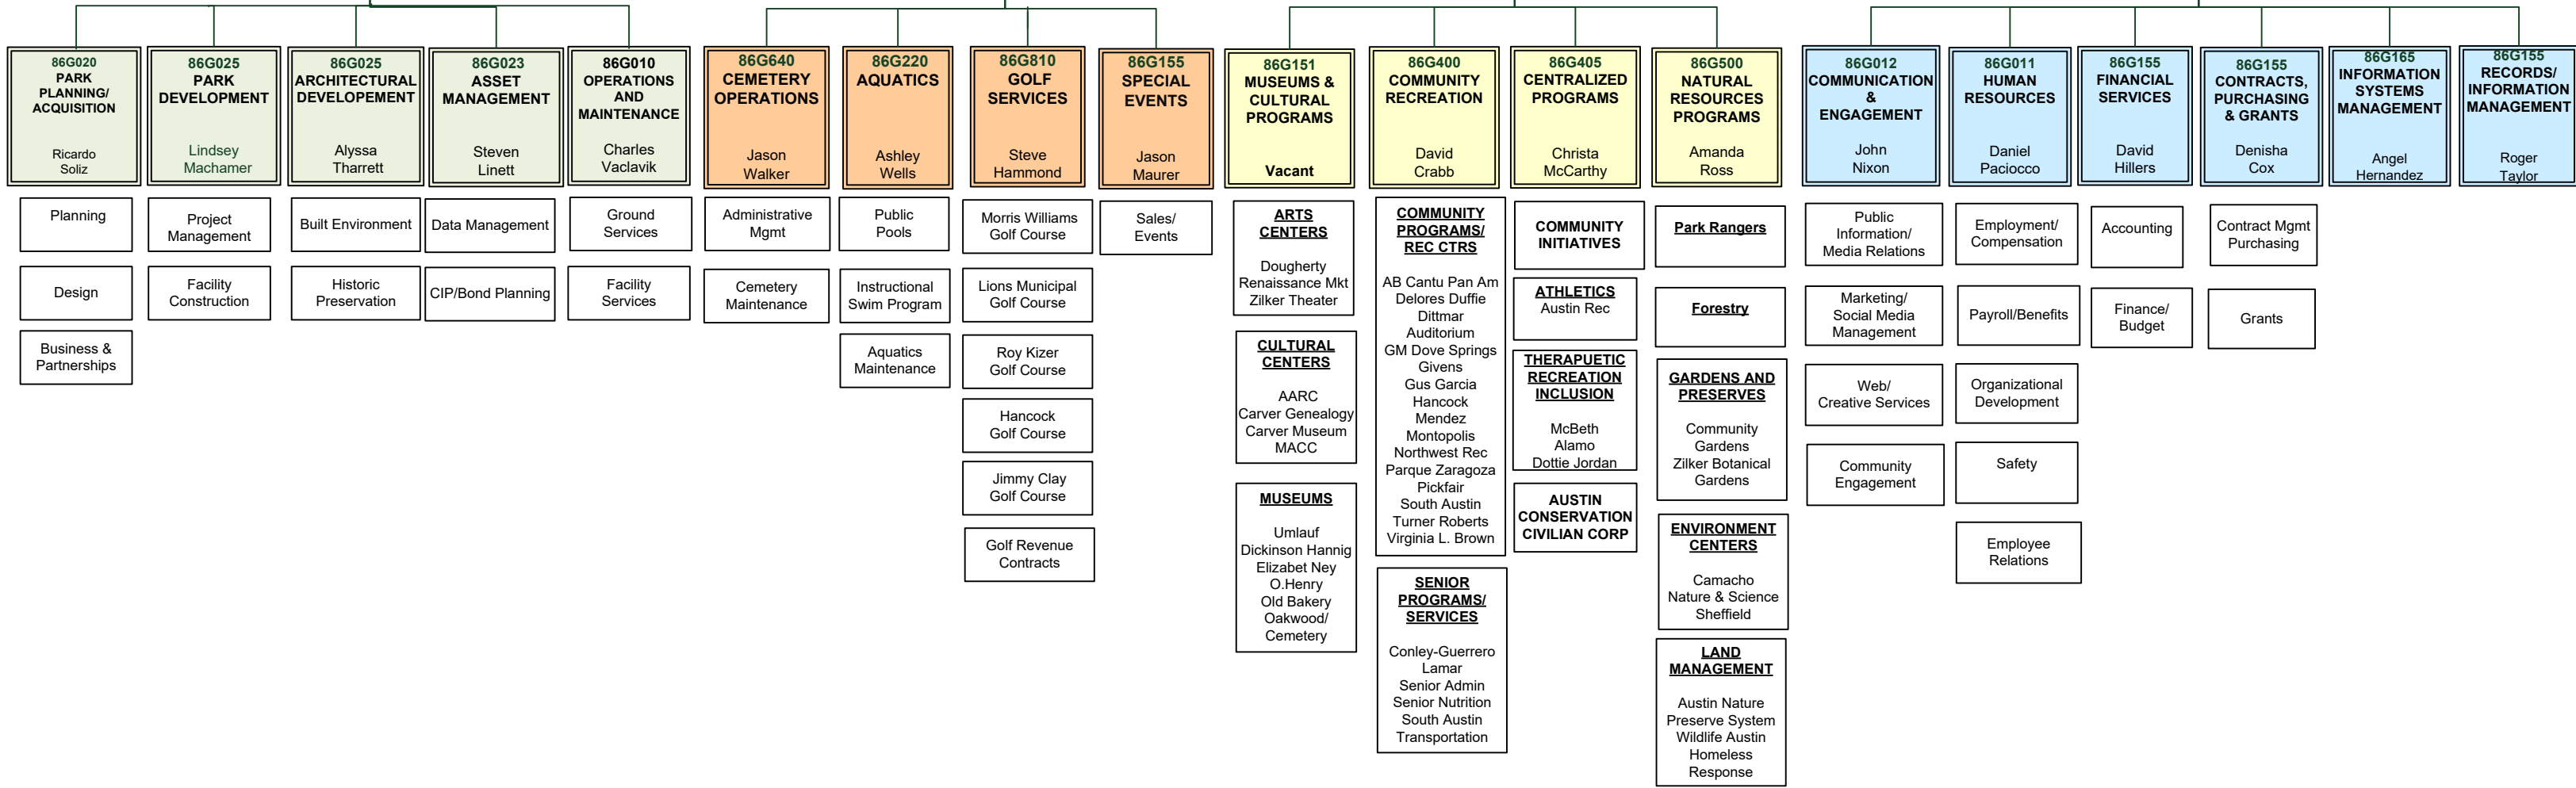 86G020
PARK
PLANNING/
ACQUISITION
Ricardo
Soliz
Planning
Design
Business &
Partnerships
86G025
PARK
DEVELOPMENT
Lindsey
Machamer
Project
Management
Facility
Construction
86G025
ARCHITECTURAL
DEVELOPEMENT
Alyssa
Tharrett
Built Environment
Historic
Preservation
86G023
ASSET
MANAGEMENT
Steven
Linett
Data Management
CIP/Bond Planning
86G010
OPERATIONS
AND
MAINTENANCE
Charles
Vaclavik
Ground
Services
Facility
Services
86G640
CEMETERY
OPERATIONS
Jason
Walker
Administrative
Mgmt
Cemetery
Maintenance
86G220
AQUATICS
Ashley
Wells
Public
Pools
Instructional
Swim Program
Aquatics
Maintenance
86G810
GOLF
SERVICES
Steve
Hammond
Morris Williams
Golf Course
Lions Municipal
Golf Course
Roy Kizer
Golf Course
Hancock
Golf Course
Jimmy Clay
Golf Course
Golf Revenue
Contracts
86G155
SPECIAL
EVENTS
Jason
Maurer
Sales/
Events
86G151
MUSEUMS &
CULTURAL
PROGRAMS
Vacant
ARTS
CENTERS
Dougherty
Renaissance Mkt
Zilker Theater
CULTURAL
CENTERS
AARC
Carver Genealogy
Carver Museum
MACC
MUSEUMS
Umlauf
Dickinson Hannig
Elizabet Ney
O.Henry
Old Bakery
Oakwood/
Cemetery
86G400
COMMUNITY
RECREATION
David
Crabb
COMMUNITY
PROGRAMS/
REC CTRS
AB Cantu Pan Am
Delores Duffie
Dittmar
Auditorium
GM Dove Springs
Givens
Gus Garcia
Hancock
Mendez
Montopolis
Northwest Rec
Parque Zaragoza
Pickfair
South Austin
Turner Roberts
Virginia L. Brown
SENIOR
PROGRAMS/
SERVICES
Conley-Guerrero
Lamar
Senior Admin
Senior Nutrition
South Austin
Transportation
86G405
CENTRALIZED
PROGRAMS
Christa
McCarthy
COMMUNITY
INITIATIVES
ATHLETICS
Austin Rec
THERAPUETIC
RECREATION
INCLUSION
McBeth
Alamo
Dottie Jordan
AUSTIN
CONSERVATION
CIVILIAN CORP
86G500
NATURAL
RESOURCES
PROGRAMS
Amanda
Ross
Park Rangers
Forestry
GARDENS AND
PRESERVES
Community
Gardens
Zilker Botanical
Gardens
ENVIRONMENT
CENTERS
Camacho
Nature & Science
Sheffield
LAND
MANAGEMENT
Austin Nature
Preserve System
Wildlife Austin
Homeless
Response
86G012
COMMUNICATION
&
ENGAGEMENT
John
Nixon
Public
Information/
Media Relations
Marketing/
Social Media
Management
Web/
Creative Services
Community
Engagement
86G011
HUMAN
RESOURCES
Daniel
Paciocco
Employment/
Compensation
Payroll/Benefits
Organizational
Development
Safety
Employee
Relations
86G155
FINANCIAL
SERVICES
David
Hillers
Accounting
Finance/
Budget
86G155
CONTRACTS,
PURCHASING
& GRANTS
Denisha
Cox
Contract Mgmt
Purchasing
Grants
86G165
INFORMATION
SYSTEMS
MANAGEMENT
Angel
Hernandez
86G155
RECORDS/
INFORMATION
MANAGEMENT
Roger
Taylor